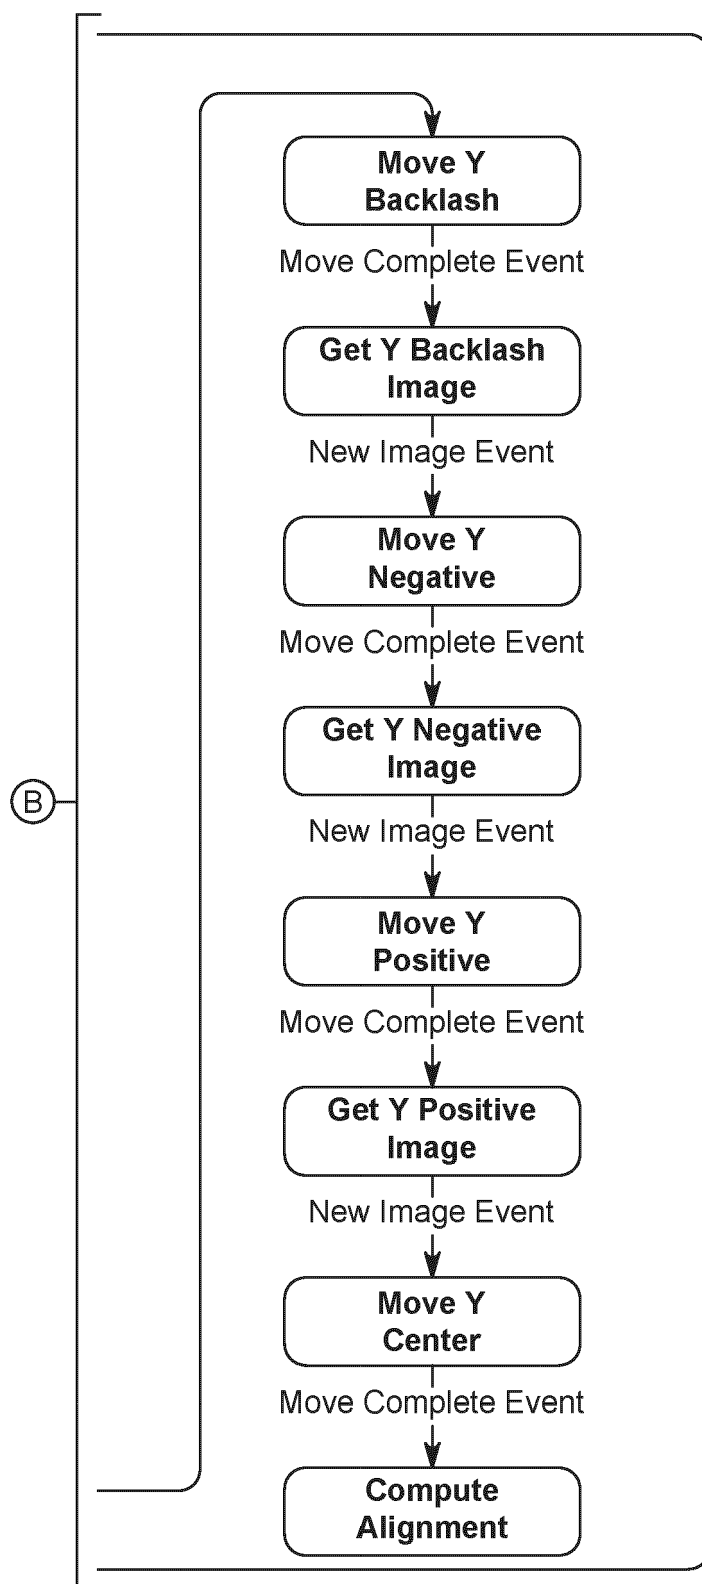 Move Y
Backlash
Move Complete Event
Get Y Backlash
Image
New Image Event
Move Y
Negative
Move Complete Event
Get Y Negative
Image
B
New Image Event
Move Y
Positive
Move Complete Event
Get Y Positive
Image
New Image Event
Move Y
Center
Move Complete Event
Compute
Alignment